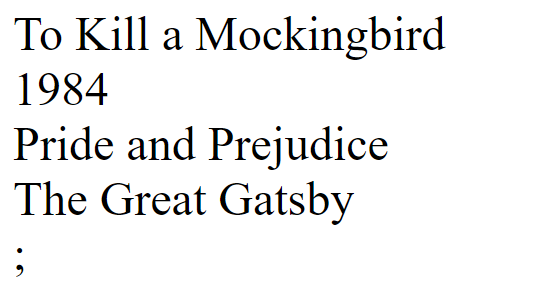 To Kill a Mockingbird
1984
Pride and Prejudice
The Great Gatsby
;